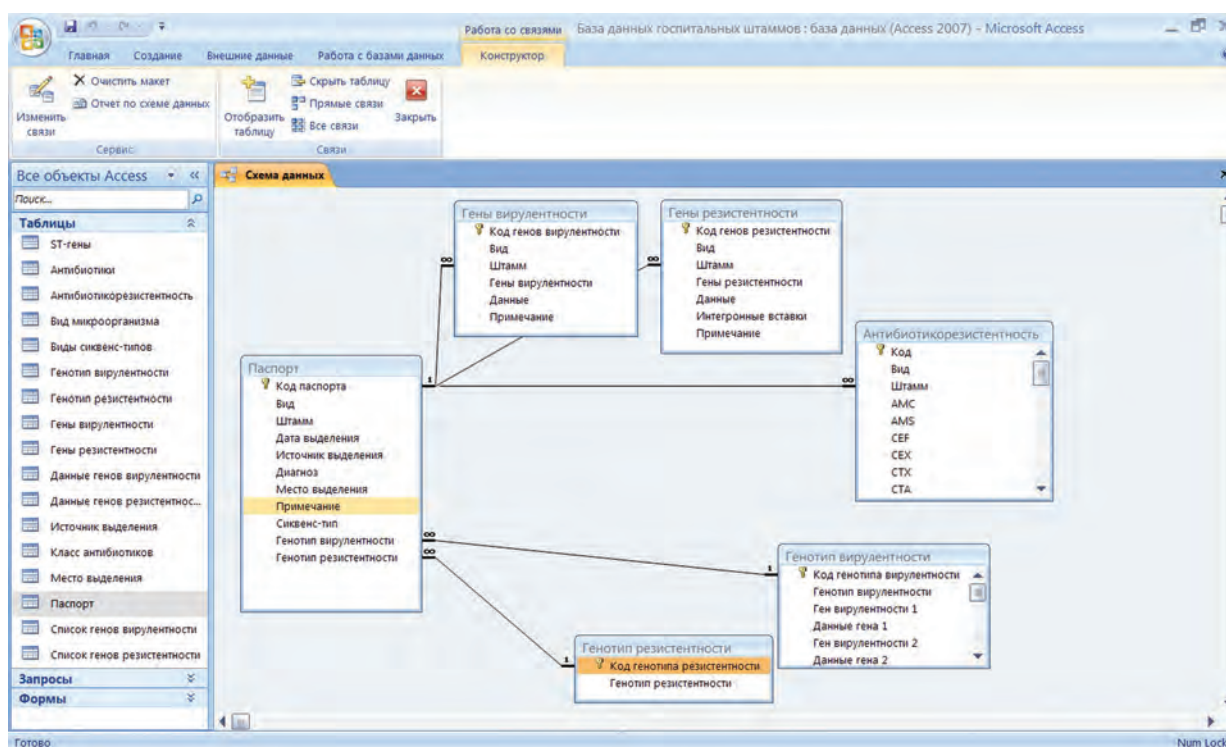 Работа со связями
База данных госпитальных штаммов : база данных (Access 2007) - Microsoft Access
Главная Создание Внешние данные Работа с базами данных Конструктор
Изменить связи
Очистить макет
Отчет по схеме данных
Сервис
Отобразить таблицу
Скрыть таблицу
Прямые связи
Все связи
Закрыть
Связи
Все объекты Access
Поиск...
Таблицы
ST-гены
Антибиотики
Антибиотикорезистентность
Вид микроорганизма
Виды сиквенс-типов
Генотип вирулентности
Генотип резистентности
Гены вирулентности
Гены резистентности
Данные генов вирулентности
Данные генов резистентнос...
Источник выделения
Класс антибиотиков
Место выделения
Паспорт
Список генов вирулентности
Список генов резистентности
Запросы
Формы
Схема данных
Гены вирулентности
Код генов вирулентности
Вид
Штамм
Гены вирулентности
Данные
Примечание
Гены резистентности
Код генов резистентности
Вид
Штамм
Гены резистентности
Данные
Интегронные вставки
Примечание
Антибиотикорезистентность
Код
Вид
Штамм
AMC
AMS
CEF
CEX
CTX
CTA
Паспорт
Код паспорта
Вид
Штамм
Дата выделения
Источник выделения
Диагноз
Место выделения
Примечание
Сиквенс-тип
Генотип вирулентности
Генотип резистентности
1
∞
∞
∞
∞
∞
1
1
Генотип вирулентности
Код генотипа вирулентности
Генотип вирулентности
Ген вирулентности 1
Данные гена 1
Ген вирулентности 2
Данные гена 2
Генотип резистентности
Код генотипа резистентности
Генотип резистентности
Готово
Num Lock